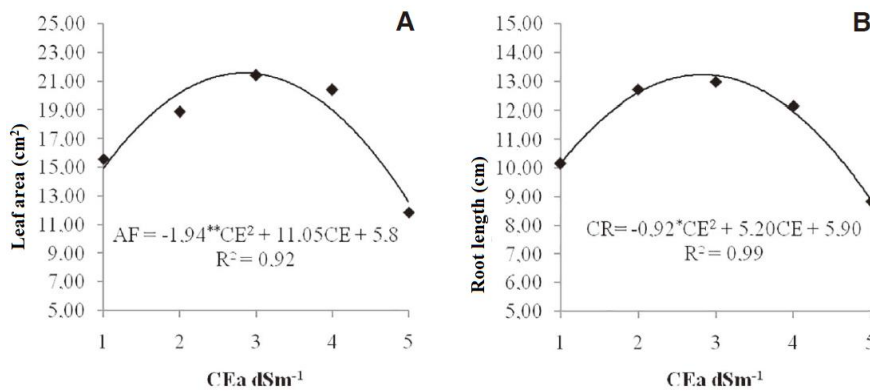 A
25,00
23,00
21,00
19,00
17,00
15,00
13,00
11,00
9,00
7,00
5,00
Leaf area (cm²)
AF = -1.94**CE² + 11.05CE + 5.8
R² = 0.92
1 2 3 4 5
CEa dSm⁻¹
B
15,00
14,00
13,00
12,00
11,00
10,00
9,00
8,00
7,00
6,00
5,00
Root length (cm)
CR= -0.92*CE² + 5.20CE + 5.90
R² = 0.99
1 2 3 4 5
CEa dSm⁻¹